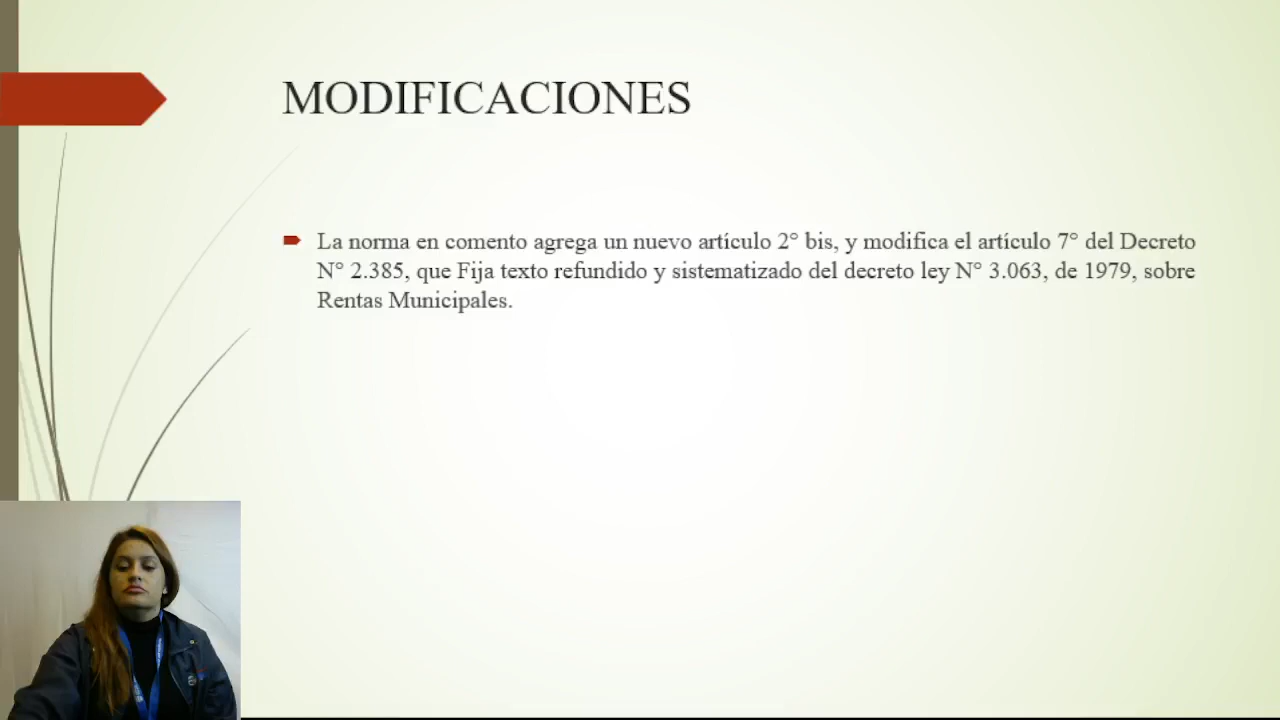 MODIFICACIONES
La norma en comento agrega un nuevo artículo 2° bis, y modifica el artículo 7° del Decreto
N° 2.385, que Fija texto refundido y sistematizado del decreto ley N° 3.063, de 1979, sobre
Rentas Municipales.